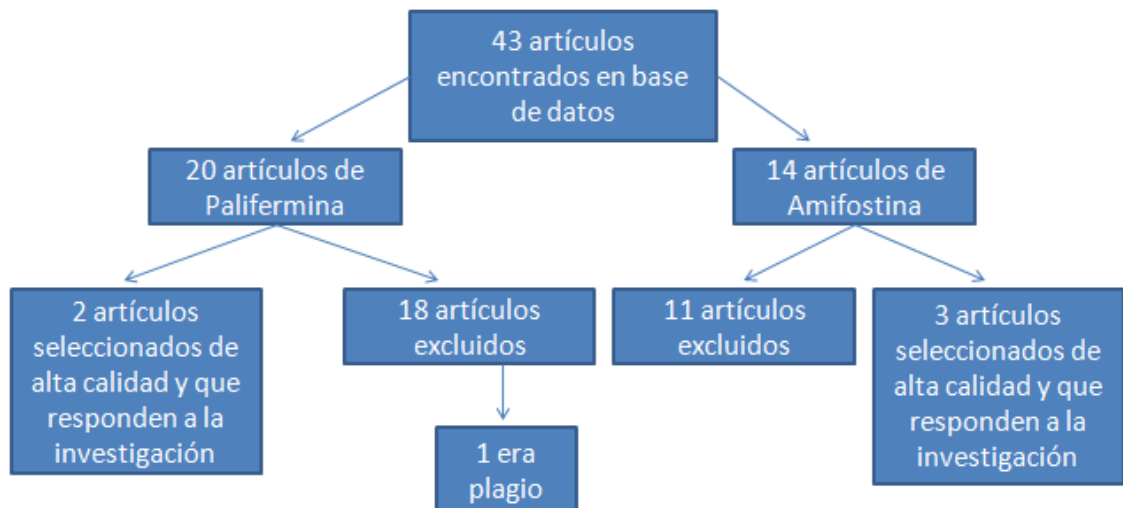 43 artículos
encontrados en base
de datos
20 artículos de
Palifermina
14 artículos de
Amifostina
2 artículos
seleccionados de
alta calidad y que
responden a la
investigación
18 artículos
excluidos
11 artículos
excluidos
3 artículos
seleccionados de
alta calidad y que
responden a la
investigación
1 era
plagio